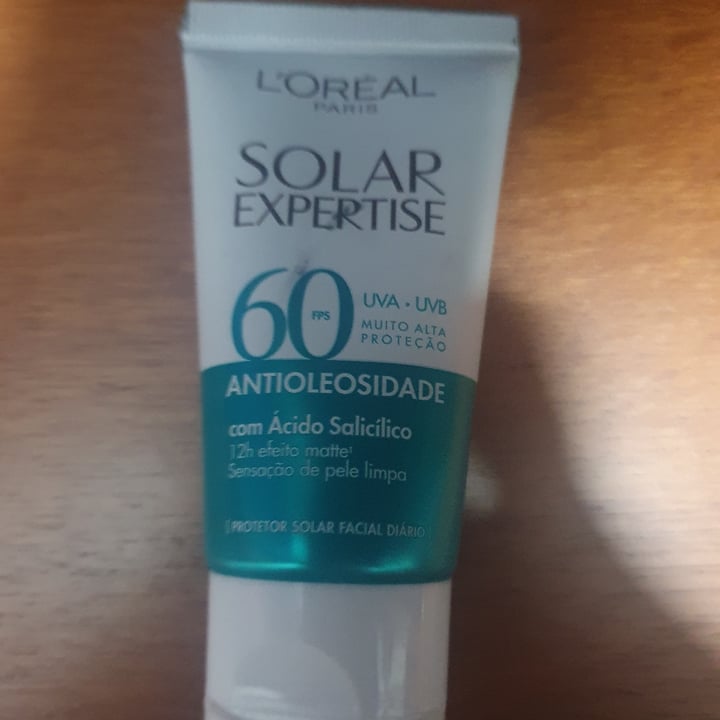 L'ORÉAL
PARIS
SOLAR
EXPERTISE
60 FPS
UVA • UVB
MUITO ALTA
PROTEÇÃO
ANTIOLEOSIDADE
com Ácido Salicílico
12h efeito matte¹
Sensação de pele limpa
[PROTETOR SOLAR FACIAL DIÁRIO]